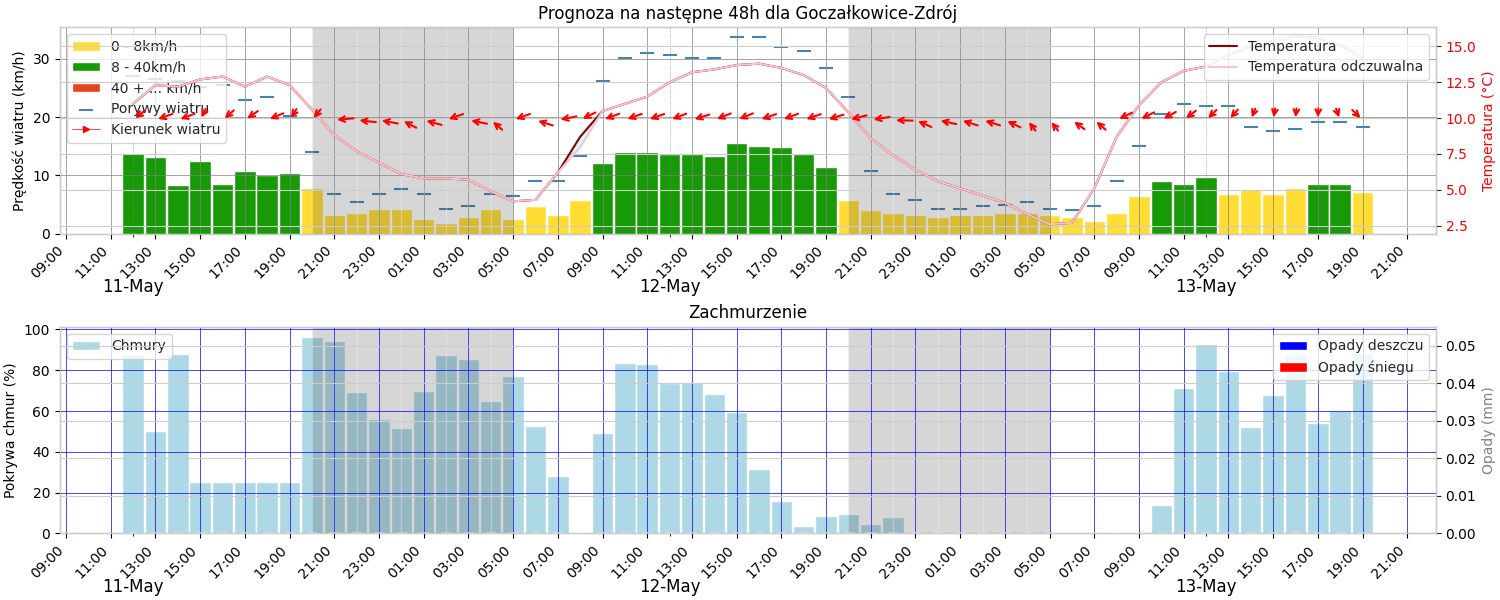 Prognoza na następne 48h dla Goczałkowice-Zdrój
Prędkość wiatru (km/h)
30
20
10
0
0 - 8km/h
8 - 40km/h
40 + ... km/h
Porywy wiatru
Kierunek wiatru
Temperatura
Temperatura odczuwalna
15.0
12.5
10.0
7.5
5.0
2.5
Temperatura (°C)
09:00 11:00 13:00 15:00 17:00 19:00 21:00 23:00 01:00 03:00 05:00 07:00 09:00 11:00 13:00 15:00 17:00 19:00 21:00 23:00 01:00 03:00 05:00 07:00 09:00 11:00 13:00 15:00 17:00 19:00 21:00
11-May 12-May 13-May
Zachmurzenie
Pokrywa chmur (%)
100
80
60
40
20
0
Chmury
Opady deszczu
Opady śniegu
0.05
0.04
0.03
0.02
0.01
0.00
Opady (mm)
09:00 11:00 13:00 15:00 17:00 19:00 21:00 23:00 01:00 03:00 05:00 07:00 09:00 11:00 13:00 15:00 17:00 19:00 21:00 23:00 01:00 03:00 05:00 07:00 09:00 11:00 13:00 15:00 17:00 19:00 21:00
11-May 12-May 13-May